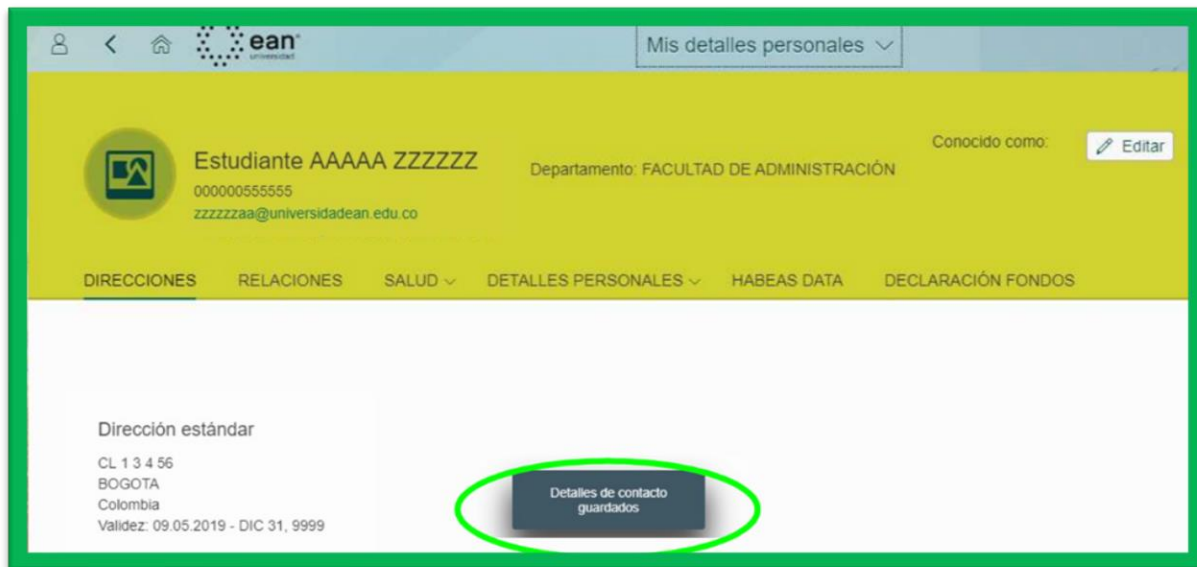 ean
universidad
Mis detalles personales
Estudiante AAAAA ZZZZZZ
000000555555
zzzzzzaa@universidadean.edu.co
Departamento: FACULTAD DE ADMINISTRACIÓN
Conocido como:
Editar
DIRECCIONES RELACIONES SALUD DETALLES PERSONALES HABEAS DATA DECLARACIÓN FONDOS
Dirección estándar
CL 1 3 4 56
BOGOTA
Colombia
Validez: 09.05.2019 - DIC 31, 9999
Detalles de contacto
guardados